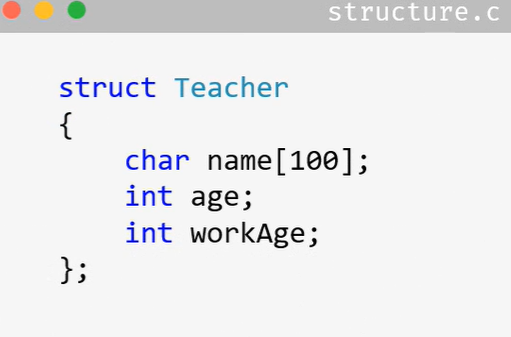 structure.c
struct Teacher
{
    char name[100];
    int age;
    int workAge;
};